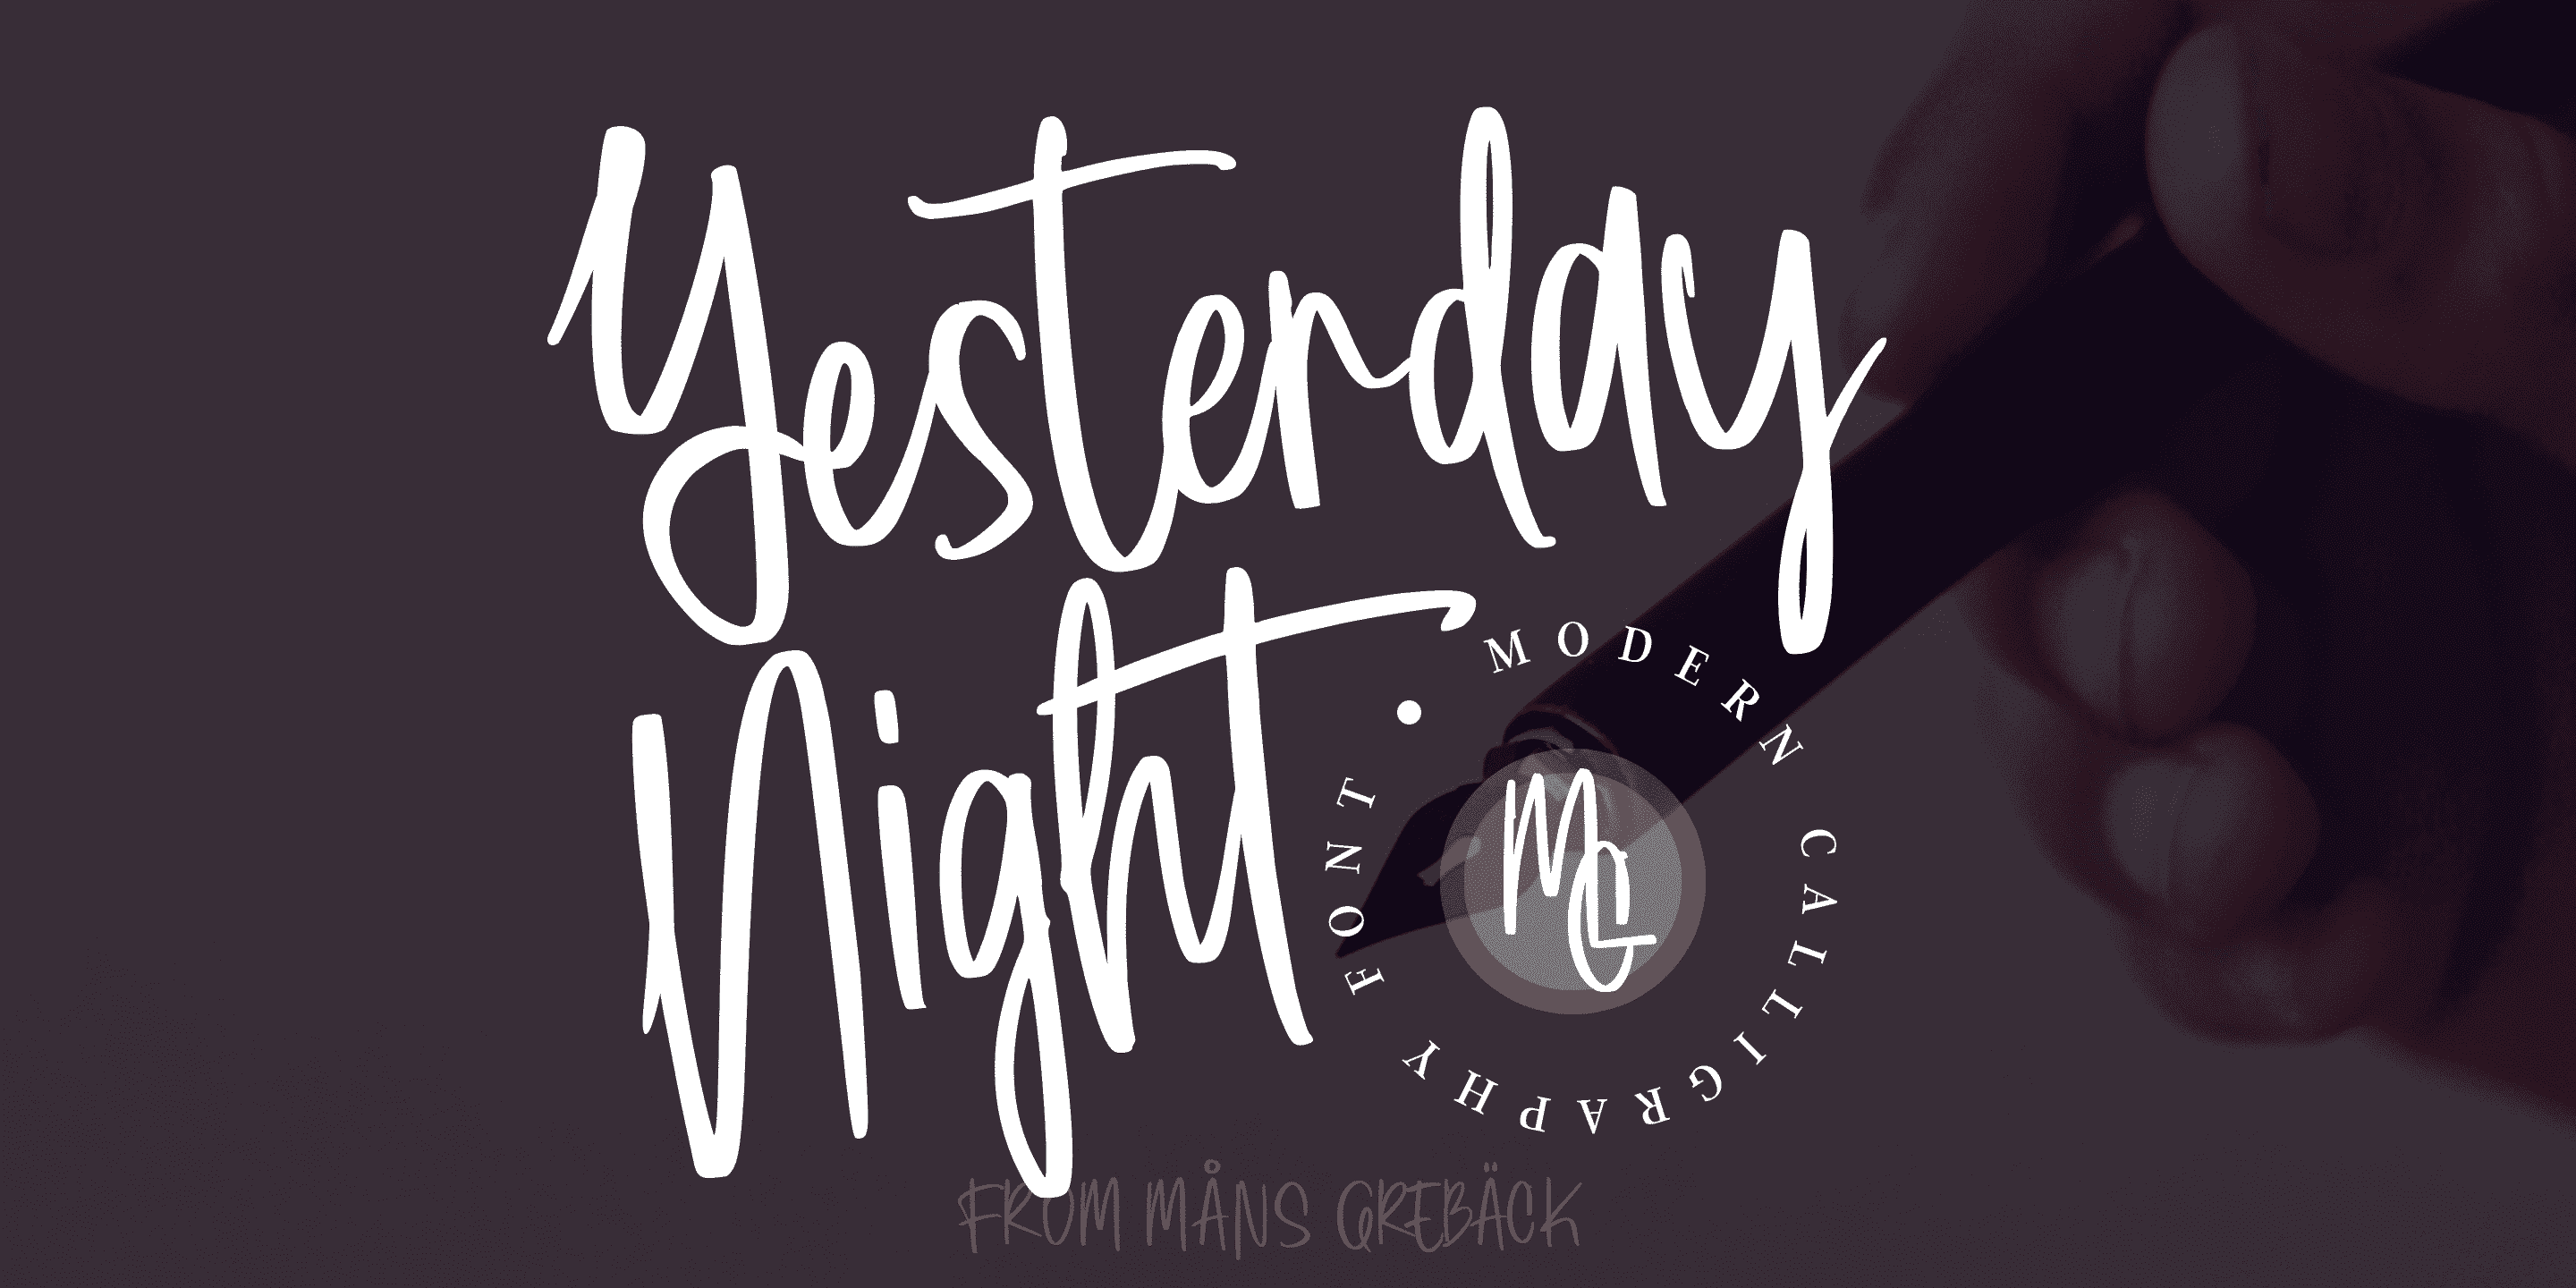 Yesterday
Night
MODERN CALLIGRAPHY FONT •
MG
FROM MÅNS GREBÄCK